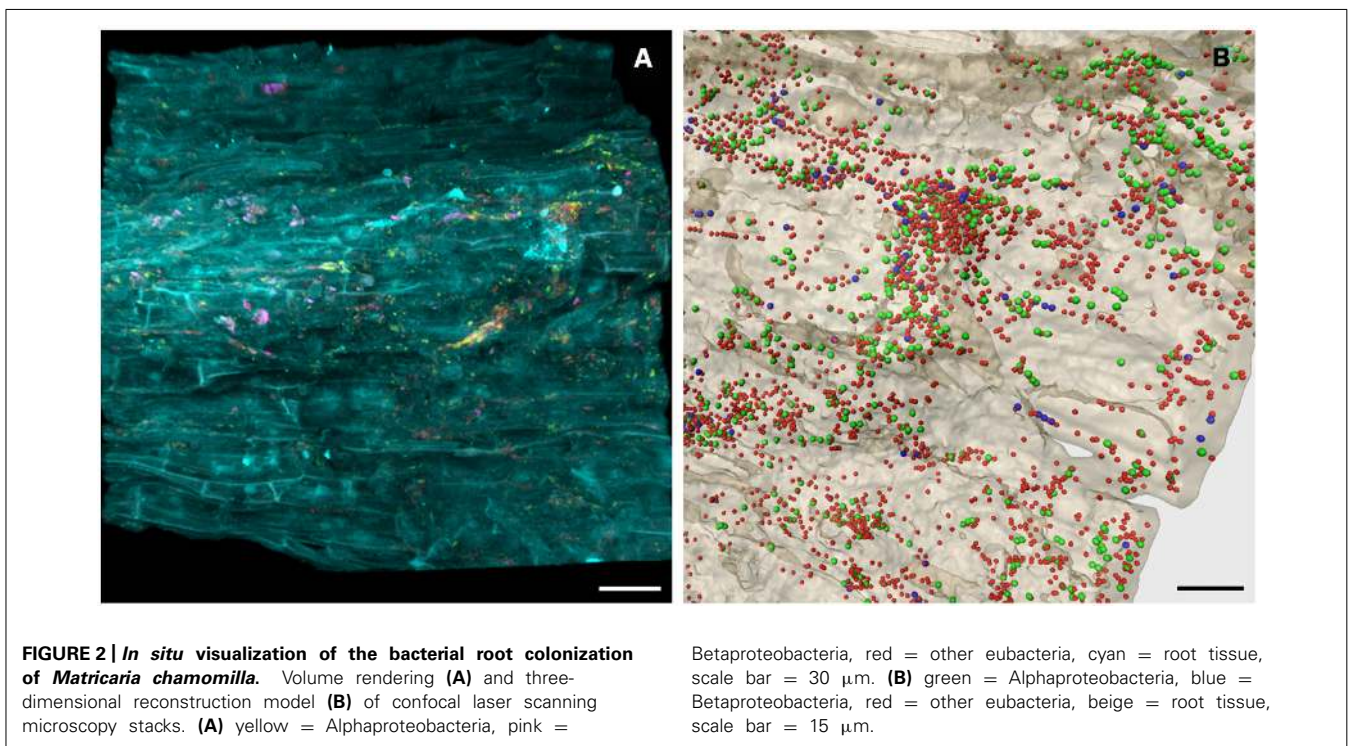 A
B
FIGURE 2 | In situ visualization of the bacterial root colonization
of Matricaria chamomilla. Volume rendering (A) and three-
dimensional reconstruction model (B) of confocal laser scanning
microscopy stacks. (A) yellow = Alphaproteobacteria, pink =
Betaproteobacteria, red = other eubacteria, cyan = root tissue,
scale bar = 30 μm. (B) green = Alphaproteobacteria, blue =
Betaproteobacteria, red = other eubacteria, beige = root tissue,
scale bar = 15 μm.